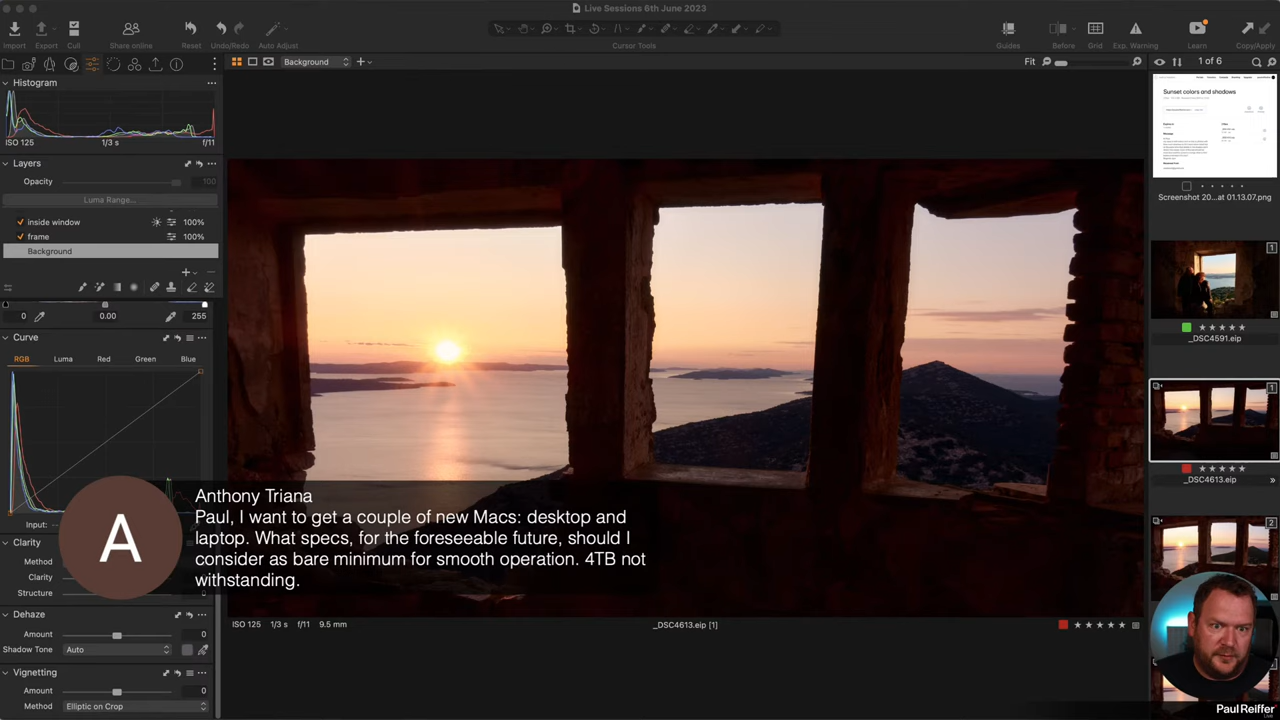 Live Sessions 6th June 2023
Import
Export
Cull
Share online
Reset
Undo/Redo
Auto Adjust
Cursor Tools
Guides
Before
Grid
Exp. Warning
Learn
Copy/Apply
Background
Fit
1 of 6
Histogram
ISO 125
1/3 s
f/11
Layers
Opacity
100
Luma Range...
inside window
100%
frame
100%
Background
0
0.00
255
Curve
RGB
Luma
Red
Green
Blue
Input:
Clarity
Method
Clarity
Structure
Dehaze
Amount
0
Shadow Tone
Auto
Vignetting
Amount
0
Method
Elliptic on Crop
A
Anthony Triana
Paul, I want to get a couple of new Macs: desktop and
laptop. What specs, for the foreseeable future, should I
consider as bare minimum for smooth operation. 4TB not
withstanding.
ISO 125
1/3 s
f/11
9.5 mm
_DSC4613.eip [1]
Sunset colors and shadows
Screenshot 20...at 01.13.07.png
1
_DSC4591.eip
1
_DSC4613.eip
2
Paul Reiffer
Live